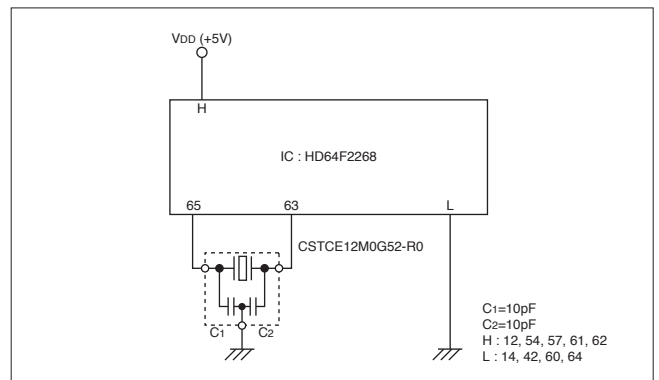 VDD (+5V)
H
IC : HD64F2268
65 63 L
CSTCE12M0G52-R0
C1 C2
C1=10pF
C2=10pF
H : 12, 54, 57, 61, 62
L : 14, 42, 60, 64